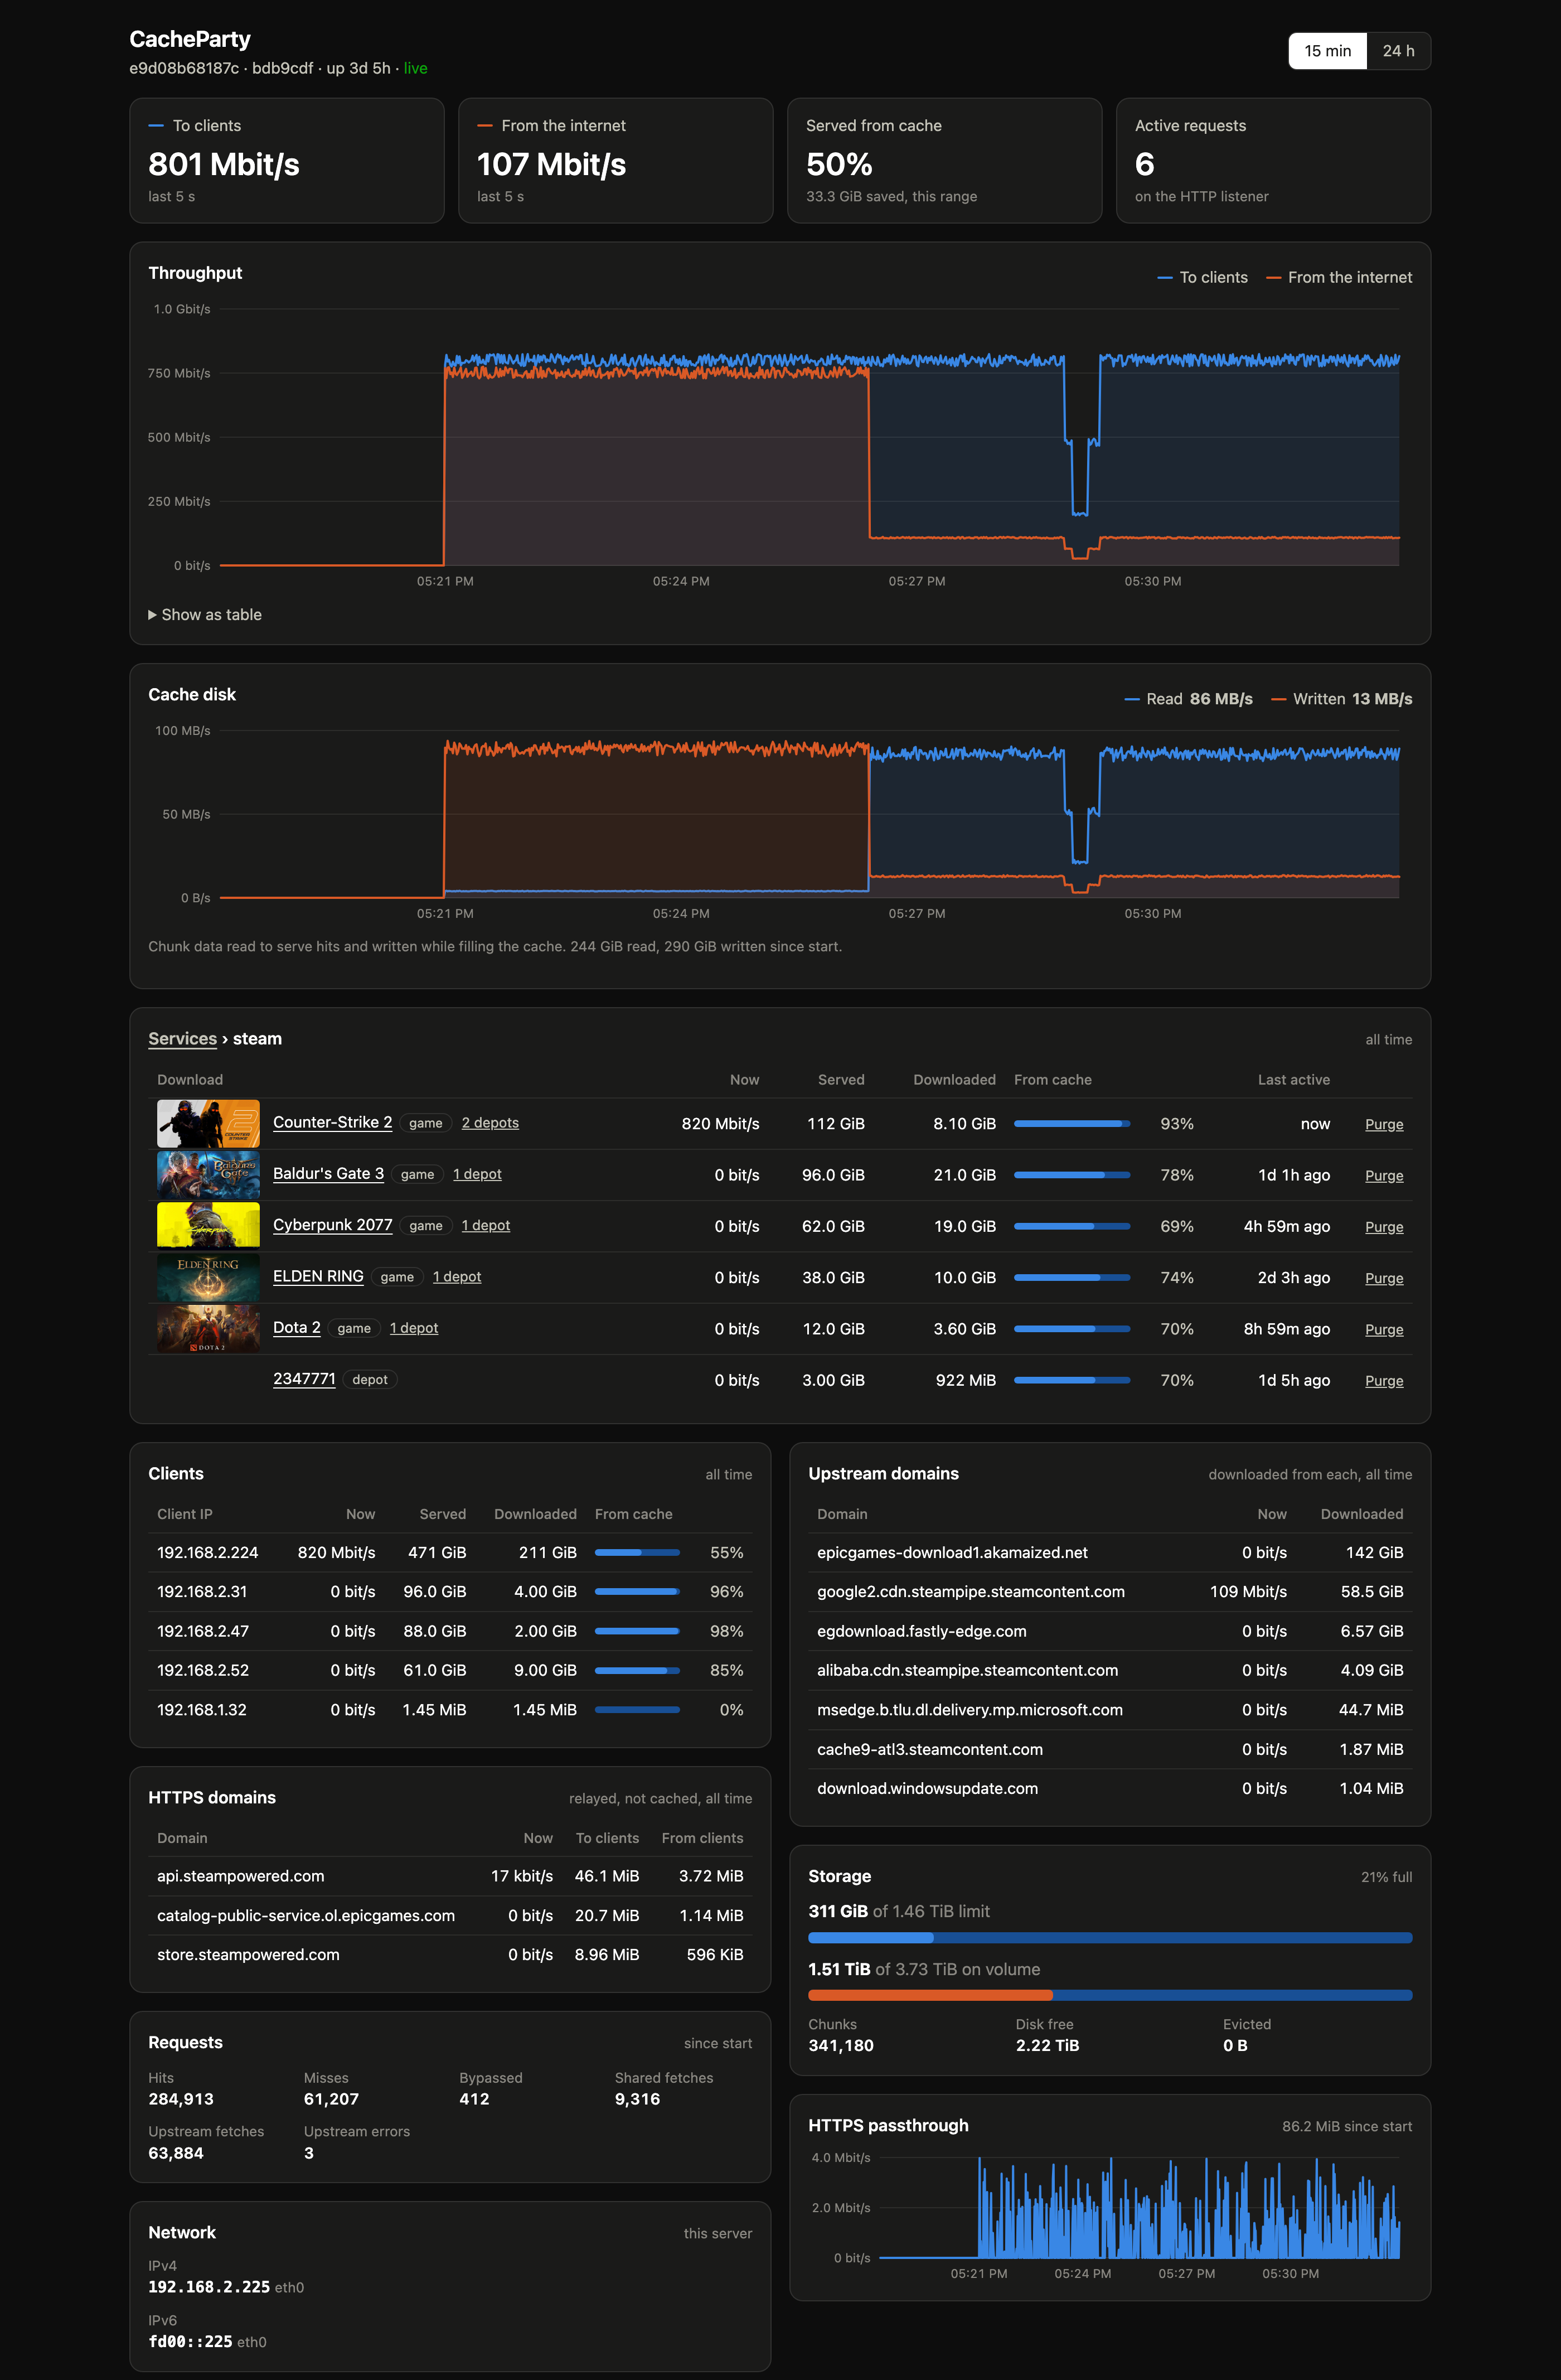 CacheParty
e9d08b68187c · bdb9cdf · up 3d 5h · live
15 min 24 h
To clients
801 Mbit/s
last 5 s
From the internet
107 Mbit/s
last 5 s
Served from cache
50%
33.3 GiB saved, this range
Active requests
6
on the HTTP listener
Throughput
To clients From the internet
1.0 Gbit/s
750 Mbit/s
500 Mbit/s
250 Mbit/s
0 bit/s
05:21 PM 05:24 PM 05:27 PM 05:30 PM
Show as table
Cache disk
Read 86 MB/s Written 13 MB/s
100 MB/s
50 MB/s
0 B/s
05:21 PM 05:24 PM 05:27 PM 05:30 PM
Chunk data read to serve hits and written while filling the cache. 244 GiB read, 290 GiB written since start.
Services › steam all time
Download Now Served Downloaded From cache Last active
COUNTER STRIKE 2
Counter-Strike 2 game 2 depots 820 Mbit/s 112 GiB 8.10 GiB 93% now Purge
Baldur's Gate
Baldur's Gate 3 game 1 depot 0 bit/s 96.0 GiB 21.0 GiB 78% 1d 1h ago Purge
Cyberpunk
Cyberpunk 2077 game 1 depot 0 bit/s 62.0 GiB 19.0 GiB 69% 4h 59m ago Purge
ELDEN RING
ELDEN RING game 1 depot 0 bit/s 38.0 GiB 10.0 GiB 74% 2d 3h ago Purge
DOTA 2
Dota 2 game 1 depot 0 bit/s 12.0 GiB 3.60 GiB 70% 8h 59m ago Purge
2347771 depot 0 bit/s 3.00 GiB 922 MiB 70% 1d 5h ago Purge
Clients all time
Client IP Now Served Downloaded From cache
192.168.2.224 820 Mbit/s 471 GiB 211 GiB 55%
192.168.2.31 0 bit/s 96.0 GiB 4.00 GiB 96%
192.168.2.47 0 bit/s 88.0 GiB 2.00 GiB 98%
192.168.2.52 0 bit/s 61.0 GiB 9.00 GiB 85%
192.168.1.32 0 bit/s 1.45 MiB 1.45 MiB 0%
HTTPS domains relayed, not cached, all time
Domain Now To clients From clients
api.steampowered.com 17 kbit/s 46.1 MiB 3.72 MiB
catalog-public-service.ol.epicgames.com 0 bit/s 20.7 MiB 1.14 MiB
store.steampowered.com 0 bit/s 8.96 MiB 596 KiB
Requests since start
Hits Misses Bypassed Shared fetches
284,913 61,207 412 9,316
Upstream fetches Upstream errors
63,884 3
Network this server
IPv4
192.168.2.225 eth0
IPv6
fd00::225 eth0
Upstream domains downloaded from each, all time
Domain Now Downloaded
epicgames-download1.akamaized.net 0 bit/s 142 GiB
google2.cdn.steampipe.steamcontent.com 109 Mbit/s 58.5 GiB
egdownload.fastly-edge.com 0 bit/s 6.57 GiB
alibaba.cdn.steampipe.steamcontent.com 0 bit/s 4.09 GiB
msedge.b.tlu.dl.delivery.mp.microsoft.com 0 bit/s 44.7 MiB
cache9-atl3.steamcontent.com 0 bit/s 1.87 MiB
download.windowsupdate.com 0 bit/s 1.04 MiB
Storage 21% full
311 GiB of 1.46 TiB limit
1.51 TiB of 3.73 TiB on volume
Chunks Disk free Evicted
341,180 2.22 TiB 0 B
HTTPS passthrough 86.2 MiB since start
4.0 Mbit/s
2.0 Mbit/s
0 bit/s
05:21 PM 05:24 PM 05:27 PM 05:30 PM